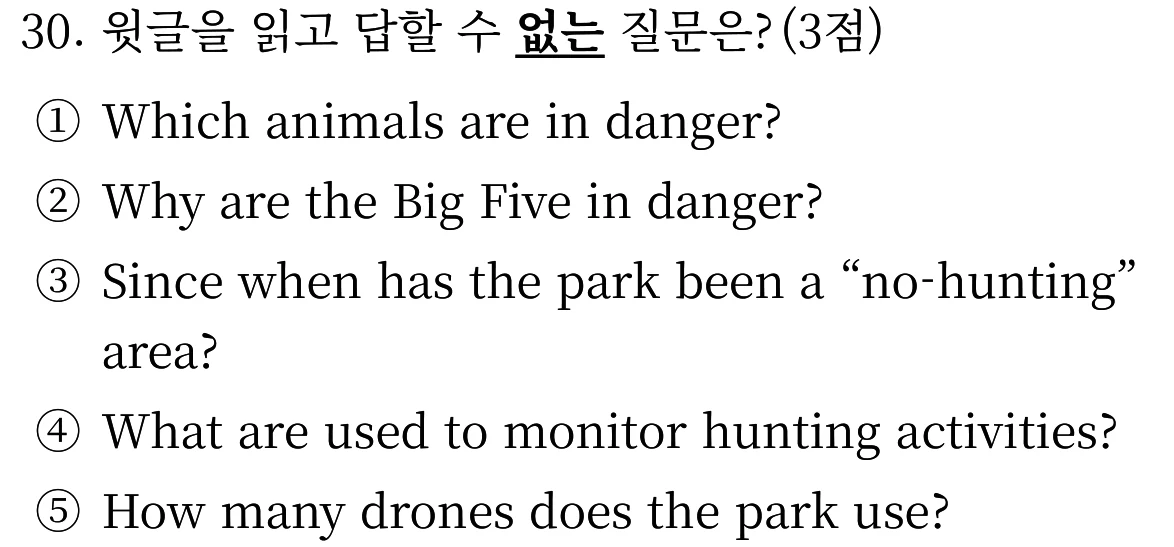 30. 윗글을 읽고 답할 수 없는 질문은?(3점)
① Which animals are in danger?
② Why are the Big Five in danger?
③ Since when has the park been a “no-hunting”
area?
④ What are used to monitor hunting activities?
⑤ How many drones does the park use?